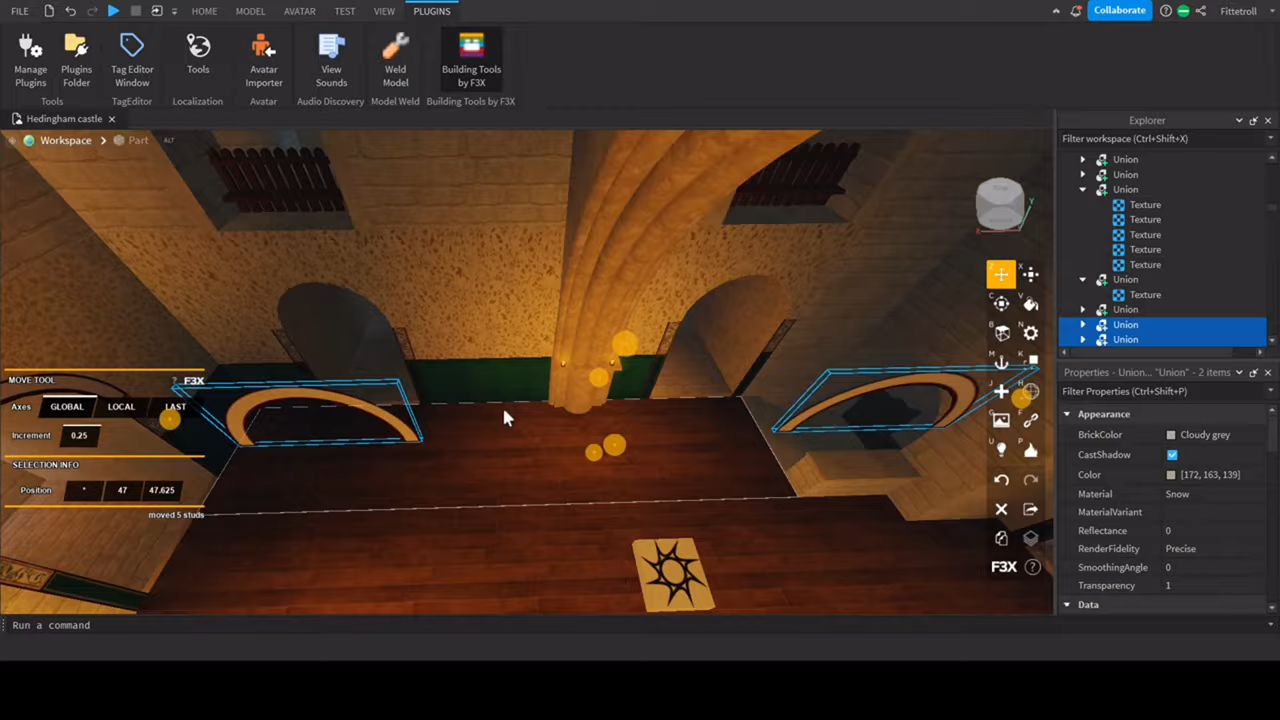 FILE
HOME
MODEL
AVATAR
TEST
VIEW
PLUGINS
Collaborate
Fittetroll
Manage Plugins
Plugins Folder
Tag Editor Window
Tools
Avatar Importer
View Sounds
Weld Model
Building Tools by F3X
Tools
TagEditor
Localization
Avatar
Audio Discovery
Model Weld
Building Tools by F3X
Hedingham castle
Workspace
Part
ALT
Explorer
Filter workspace (Ctrl+Shift+X)
Union
Union
Union
Texture
Texture
Texture
Texture
Texture
Union
Texture
Union
Union
Union
Properties - Union... "Union" - 2 items
Filter Properties (Ctrl+Shift+P)
Appearance
BrickColor Cloudy grey
CastShadow
Color [172, 163, 139]
Material Snow
MaterialVariant
Reflectance 0
RenderFidelity Precise
SmoothingAngle 0
Transparency 1
Data
MOVE TOOL ? F3X
Axes GLOBAL LOCAL LAST
Increment 0.25
SELECTION INFO
Position * 47 47.625
moved 5 studs
Z X
C V
B N
M K
J H
G F
U P
F3X ?
Run a command